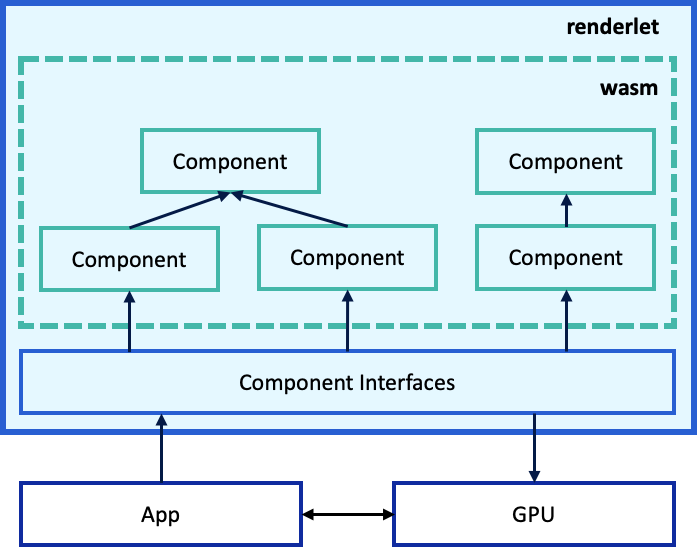 renderlet
wasm
Component
Component
Component
Component
Component
Component Interfaces
App
GPU